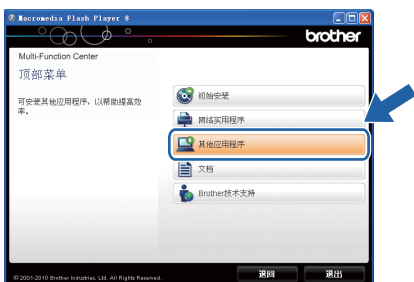 Macromedia Flash Player 8
brother
Multi-Function Center
顶部菜单
可安装其他应用程序，以帮助提高效
率。
初始安装
网络实用程序
其他应用程序
文档
Brother技术支持
© 2001-2010 Brother Industries, Ltd. All Rights Reserved.
退回
退出